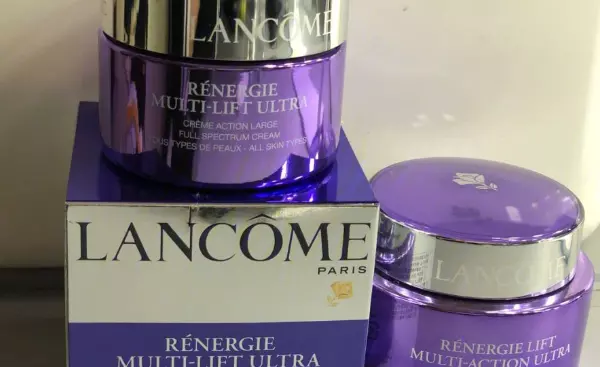 LANCÔME
RÉNERGIE
MULTI-LIFT ULTRA
CRÈME ACTION LARGE
FULL SPECTRUM CREAM
TYPES DE PEAUX - ALL SKIN TYPES
LANCÔME
PARIS
RÉNERGIE
MULTI-LIFT ULTRA
LANCÔME
RÉNERGIE LIFT
MULTI-ACTION ULTRA